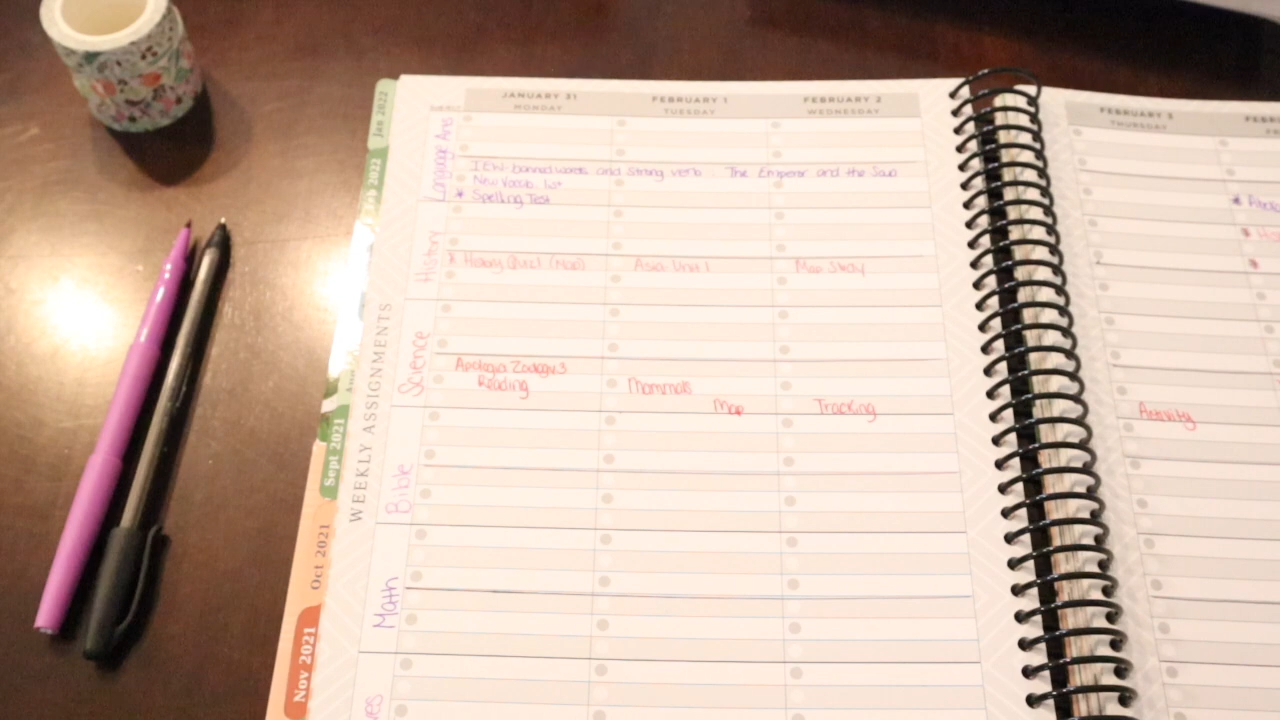 JANUARY 31
MONDAY
FEBRUARY 1
TUESDAY
FEBRUARY 2
WEDNESDAY
FEBRUARY 3
THURSDAY
Jan 2022
Sept 2021
Oct 2021
Nov 2021
WEEKLY ASSIGNMENTS
Language Arts
IEW: banned words and strong verb The Emperor and the
New Vocab. list
* Spelling Test
History
* History Quiz! (Map) Asia Unit 1 Map Study
Science
Apologia Zoology 3
Reading Mammals
Map Tracking Activity
Bible
Math